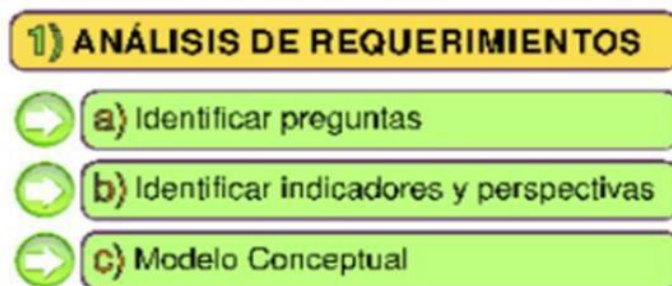 1) ANÁLISIS DE REQUERIMIENTOS
a) Identificar preguntas
b) Identificar indicadores y perspectivas
c) Modelo Conceptual